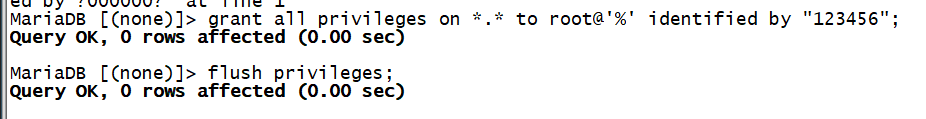 ed by ?000000? at line 1
MariaDB [(none)]> grant all privileges on *.* to root@'%' identified by "123456";
Query OK, 0 rows affected (0.00 sec)
MariaDB [(none)]> flush privileges;
Query OK, 0 rows affected (0.00 sec)